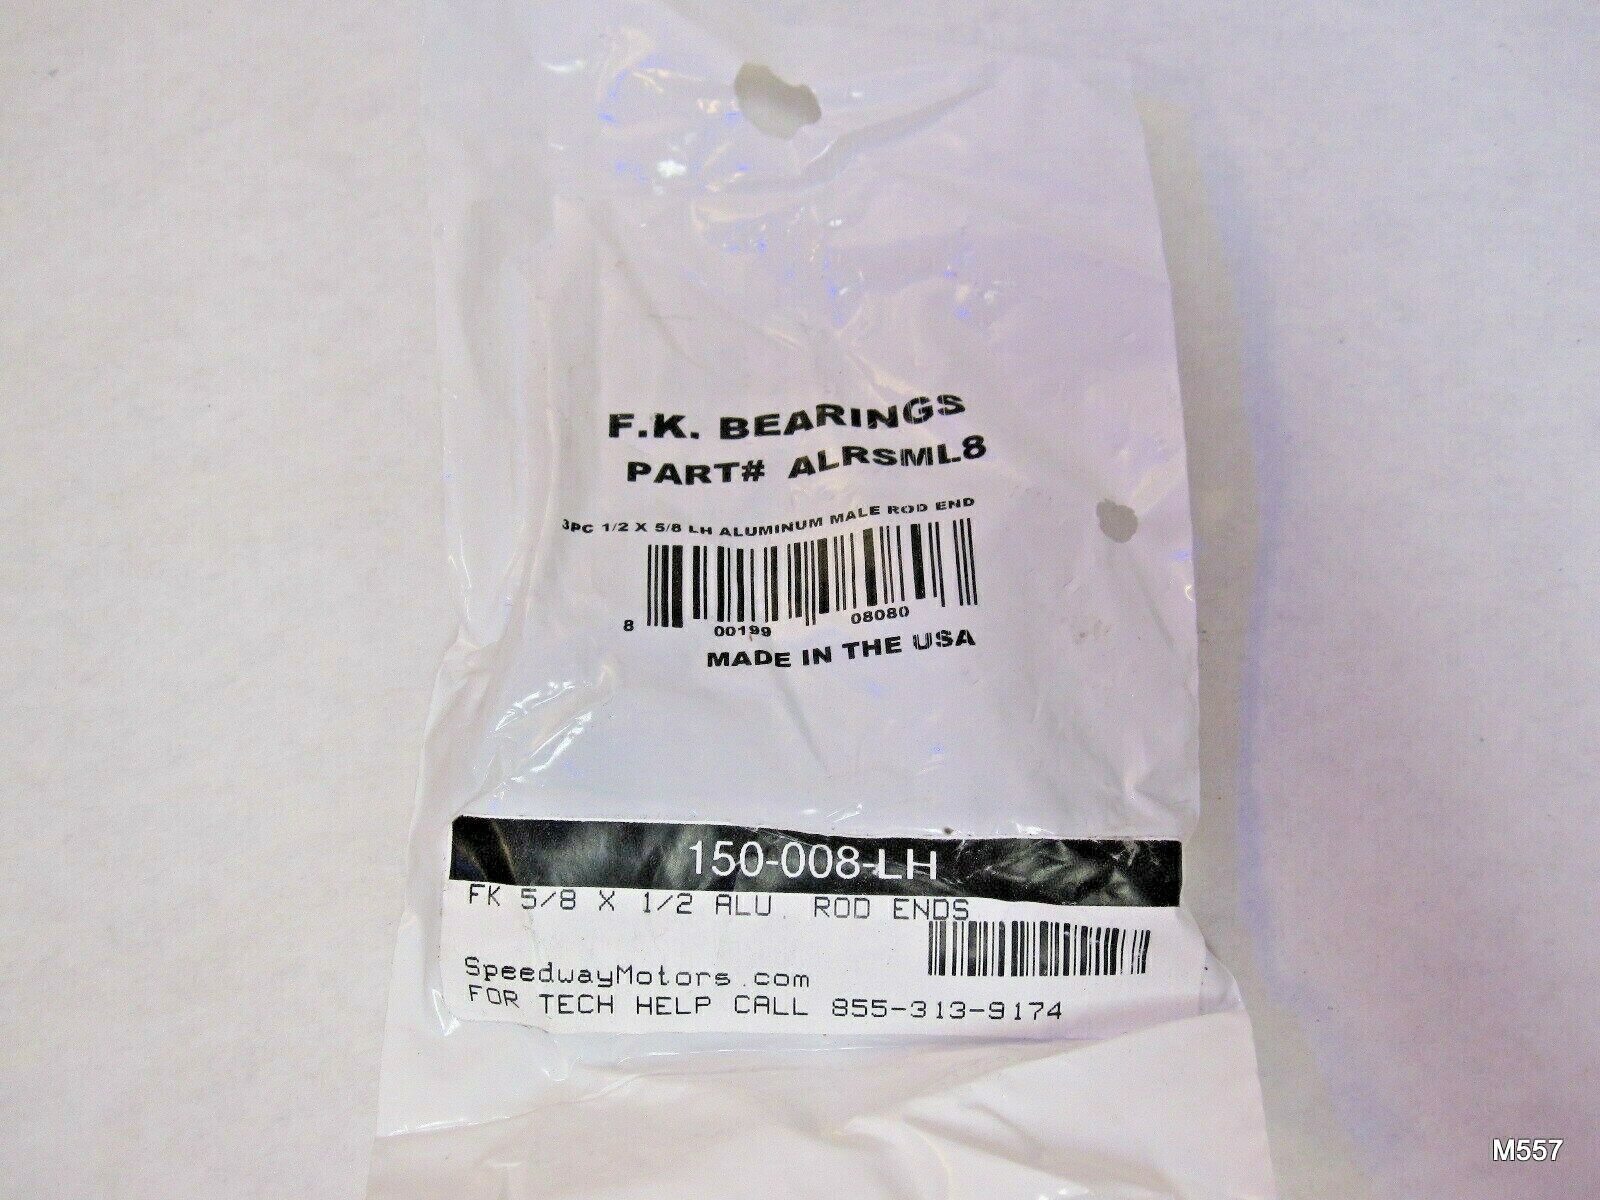 F.K. BEARINGS
PART# ALRSML8
3PC 1/2 X 5/8 LH ALUMINUM MALE ROD END
8 00199 08080
MADE IN THE USA
150-008-LH
FK 5/8 X 1/2 ALU. ROD ENDS
SpeedwayMotors.com
FOR TECH HELP CALL 855-313-9174
M557